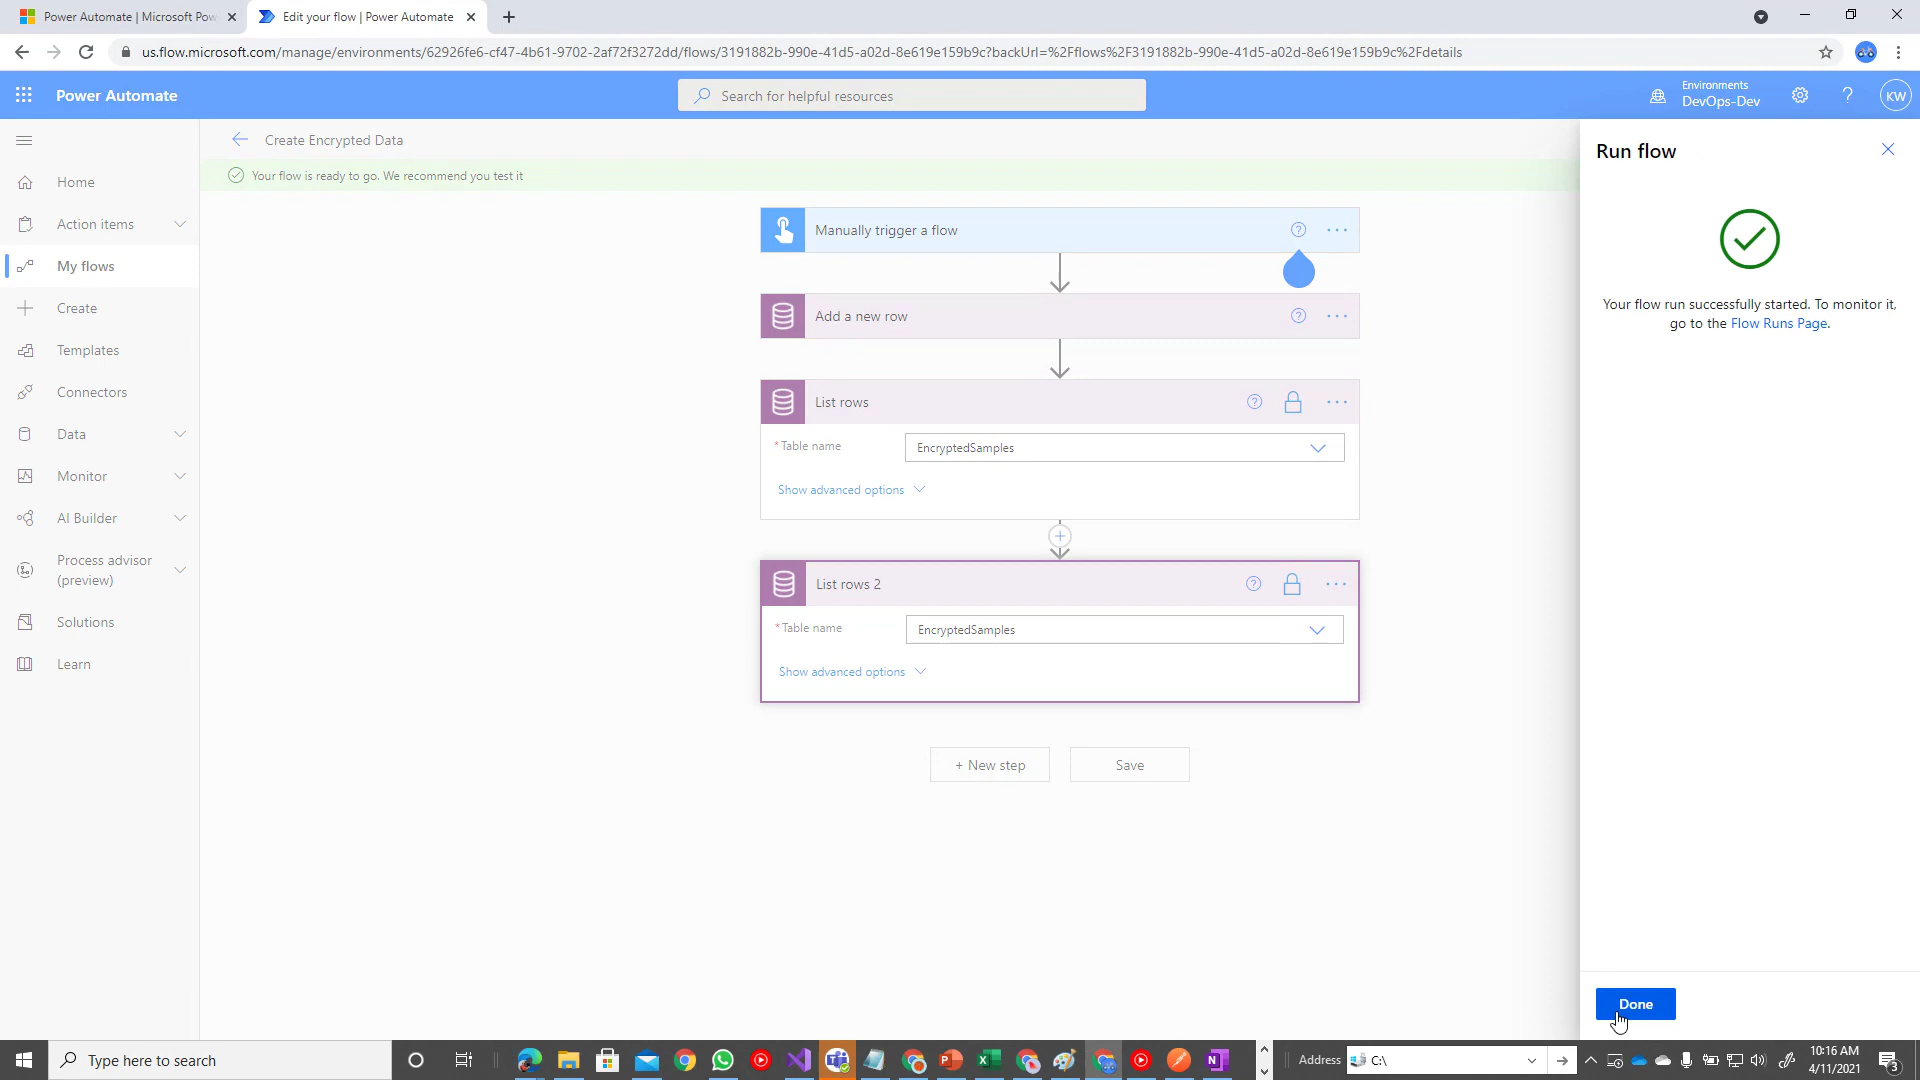 Power Automate | Microsoft Pow
Edit your flow | Power Automate
us.flow.microsoft.com/manage/environments/62926fe6-cf47-4b61-9702-2af72f3272dd/flows/3191882b-990e-41d5-a02d-8e619e159b9c?backUrl=%2Fflows%2F3191882b-990e-41d5-a02d-8e619e159b9c%2Fdetails
Power Automate
Search for helpful resources
Environments
DevOps-Dev
KW
Create Encrypted Data
Your flow is ready to go. We recommend you test it
Home
Action items
My flows
Create
Templates
Connectors
Data
Monitor
AI Builder
Process advisor
(preview)
Solutions
Learn
Manually trigger a flow
Add a new row
List rows
* Table name
EncryptedSamples
Show advanced options
List rows 2
* Table name
EncryptedSamples
Show advanced options
+ New step
Save
Run flow
Your flow run successfully started. To monitor it,
go to the Flow Runs Page.
Done
Type here to search
Address
C:\
10:16 AM
4/11/2021
3